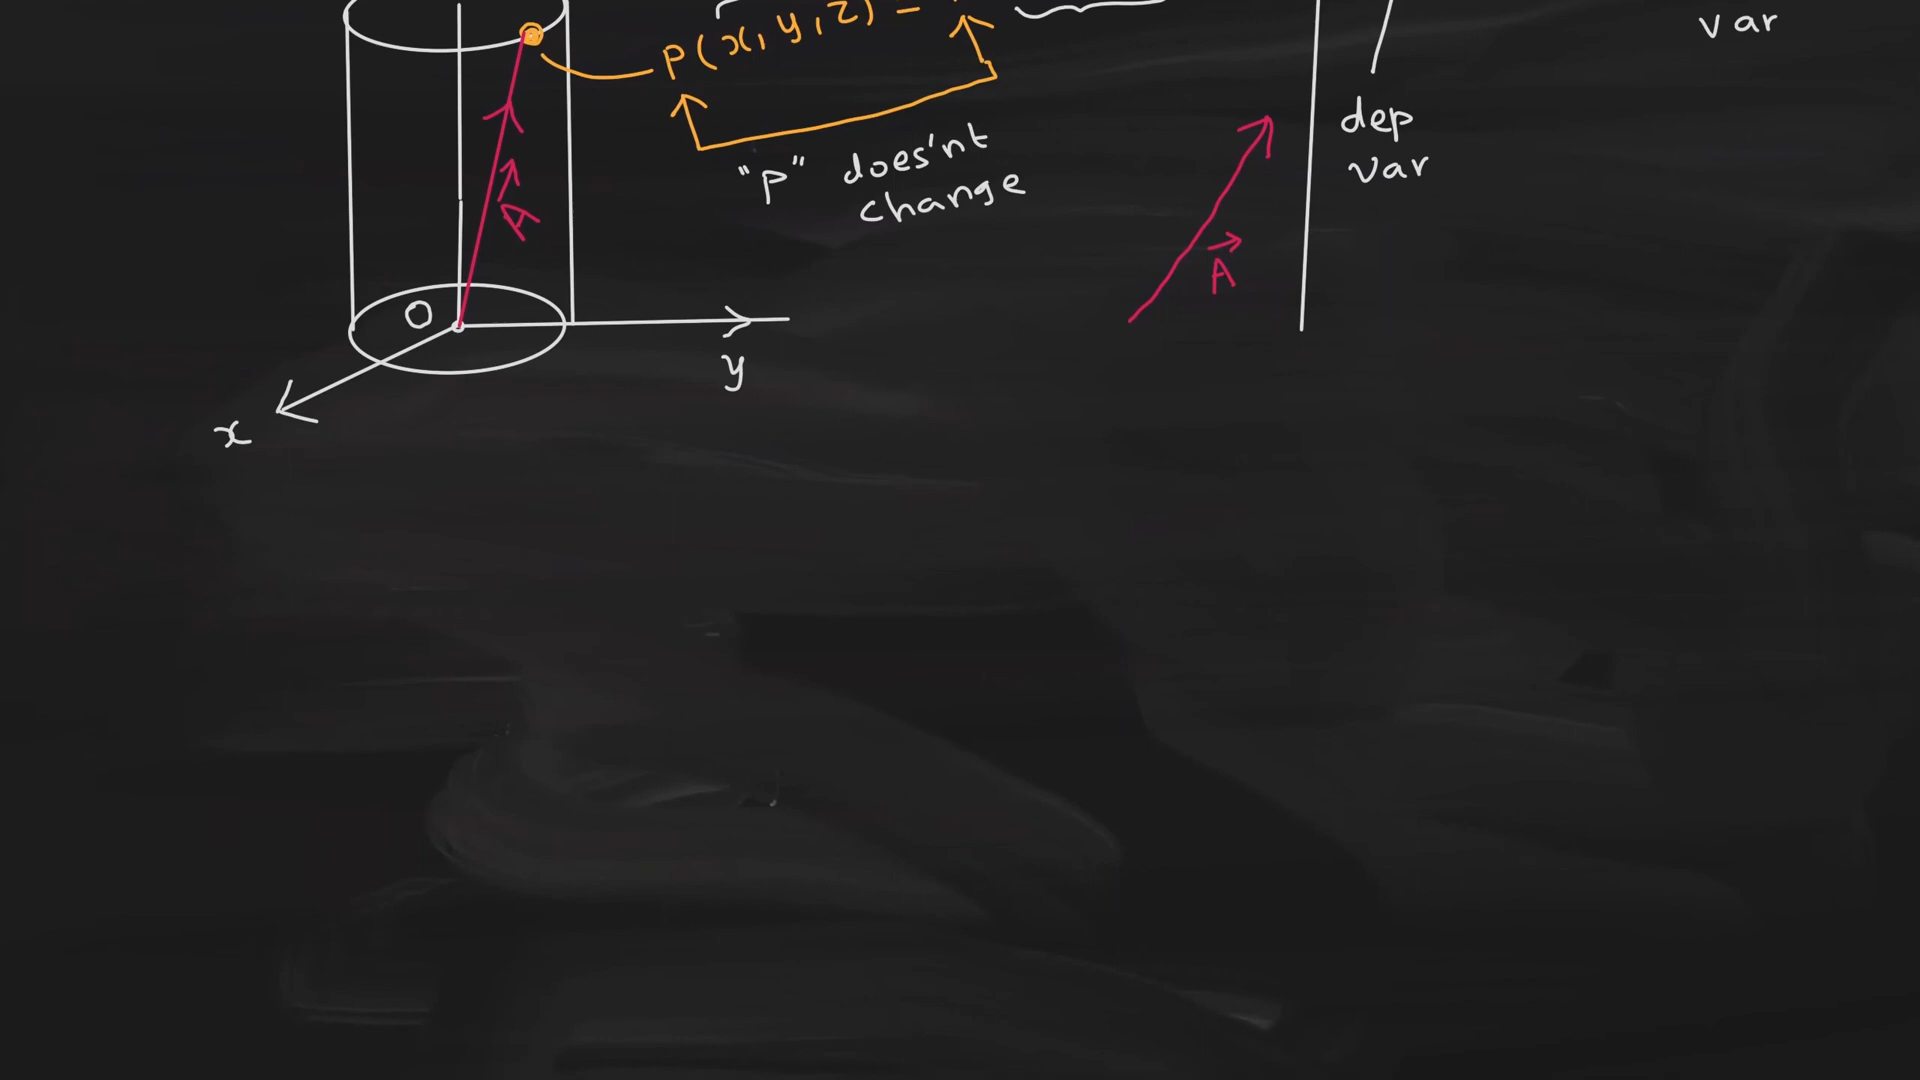 P(x, y, z) -
var
"P" does'nt
change
dep
var
A
A
O
y
x